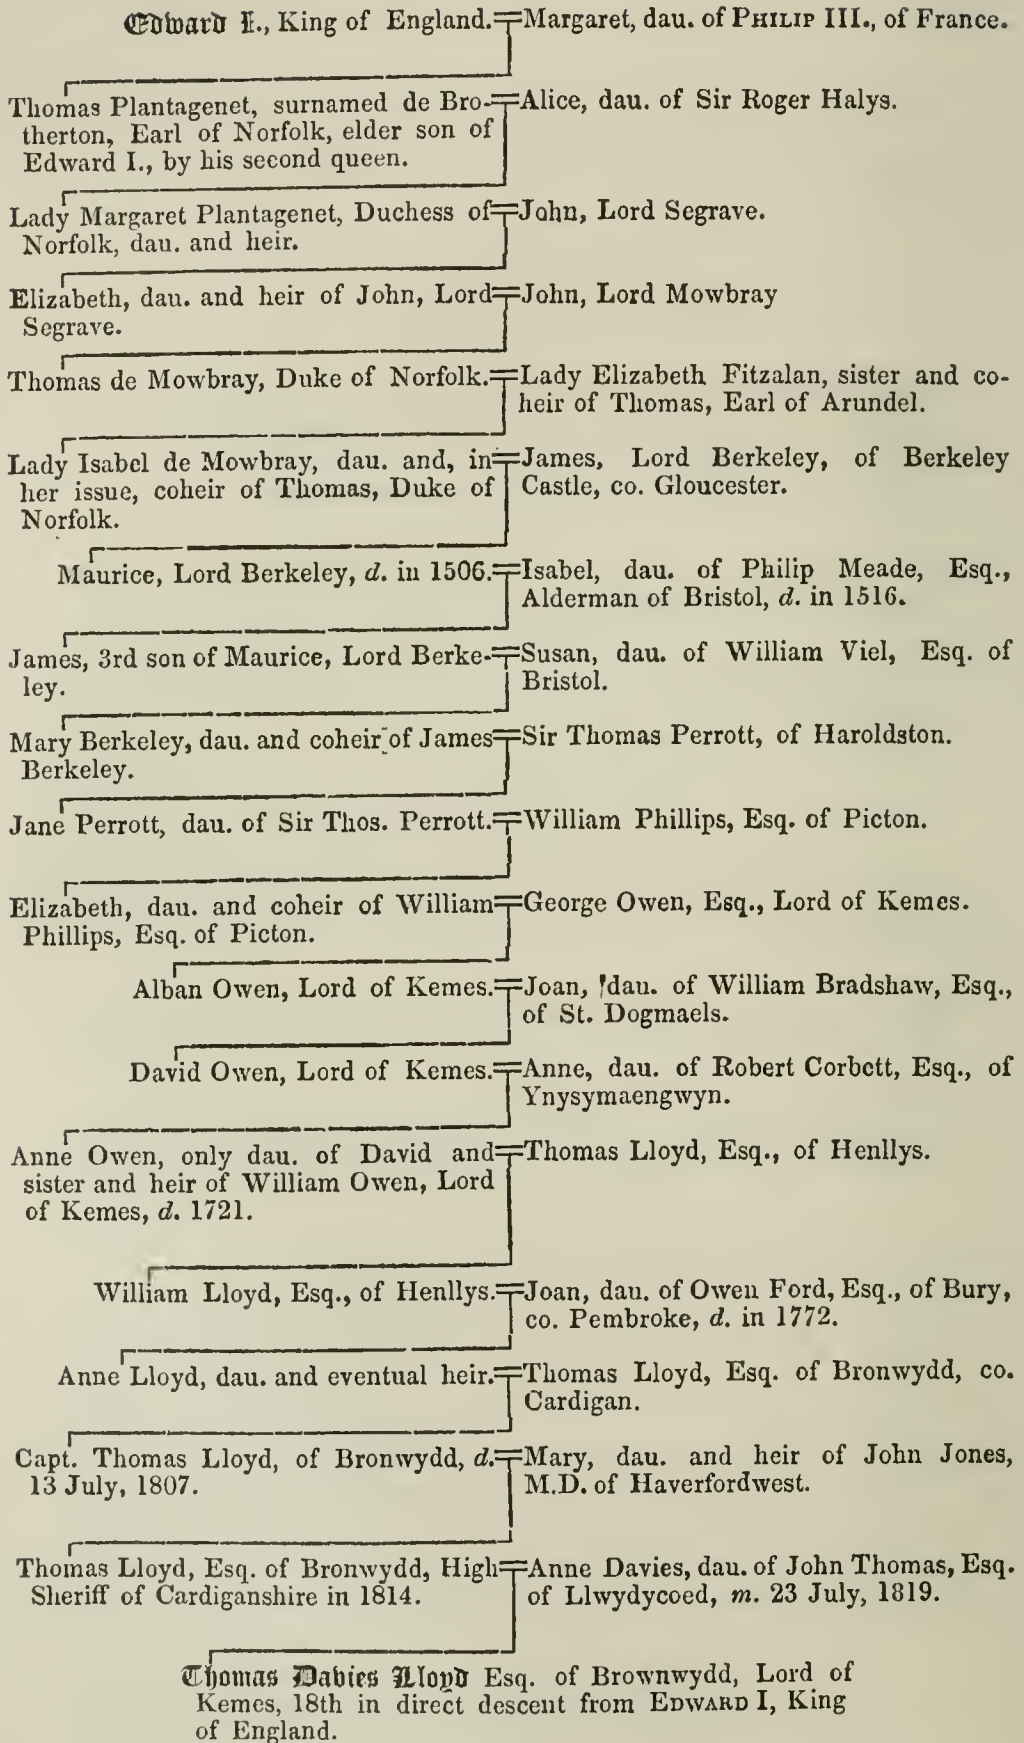 Edward I., King of England. Margaret, dau. of PHILIP III., of France.
Thomas Plantagenet, surnamed de Bro-
therton, Earl of Norfolk, elder son of
Edward I., by his second queen.
Alice, dau. of Sir Roger Halys.
Lady Margaret Plantagenet, Duchess of
Norfolk, dau. and heir.
John, Lord Segrave.
Elizabeth, dau. and heir of John, Lord
Segrave.
John, Lord Mowbray
Thomas de Mowbray, Duke of Norfolk.
Lady Elizabeth Fitzalan, sister and co-
heir of Thomas, Earl of Arundel.
Lady Isabel de Mowbray, dau. and, in
her issue, coheir of Thomas, Duke of
Norfolk.
James, Lord Berkeley, of Berkeley
Castle, co. Gloucester.
Maurice, Lord Berkeley, d. in 1506.
Isabel, dau. of Philip Meade, Esq.,
Alderman of Bristol, d. in 1516.
James, 3rd son of Maurice, Lord Berke-
ley.
Susan, dau. of William Viel, Esq. of
Bristol.
Mary Berkeley, dau. and coheir of James
Berkeley.
Sir Thomas Perrott, of Haroldston.
Jane Perrott, dau. of Sir Thos. Perrott.
William Phillips, Esq. of Picton.
Elizabeth, dau. and coheir of William
Phillips, Esq. of Picton.
George Owen, Esq., Lord of Kemes.
Alban Owen, Lord of Kemes.
Joan, dau. of William Bradshaw, Esq.,
of St. Dogmaels.
David Owen, Lord of Kemes.
Anne, dau. of Robert Corbett, Esq., of
Ynysymaengwyn.
Anne Owen, only dau. of David and
sister and heir of William Owen, Lord
of Kemes, d. 1721.
Thomas Lloyd, Esq., of Henllys.
William Lloyd, Esq., of Henllys.
Joan, dau. of Owen Ford, Esq., of Bury,
co. Pembroke, d. in 1772.
Anne Lloyd, dau. and eventual heir.
Thomas Lloyd, Esq. of Bronwydd, co.
Cardigan.
Capt. Thomas Lloyd, of Bronwydd, d.
13 July, 1807.
Mary, dau. and heir of John Jones,
M.D. of Haverfordwest.
Thomas Lloyd, Esq. of Bronwydd, High
Sheriff of Cardiganshire in 1814.
Anne Davies, dau. of John Thomas, Esq.
of Llwydycoed, m. 23 July, 1819.
Thomas Davies Lloyd Esq. of Brownwydd, Lord of
Kemes, 18th in direct descent from EDWARD I, King
of England.